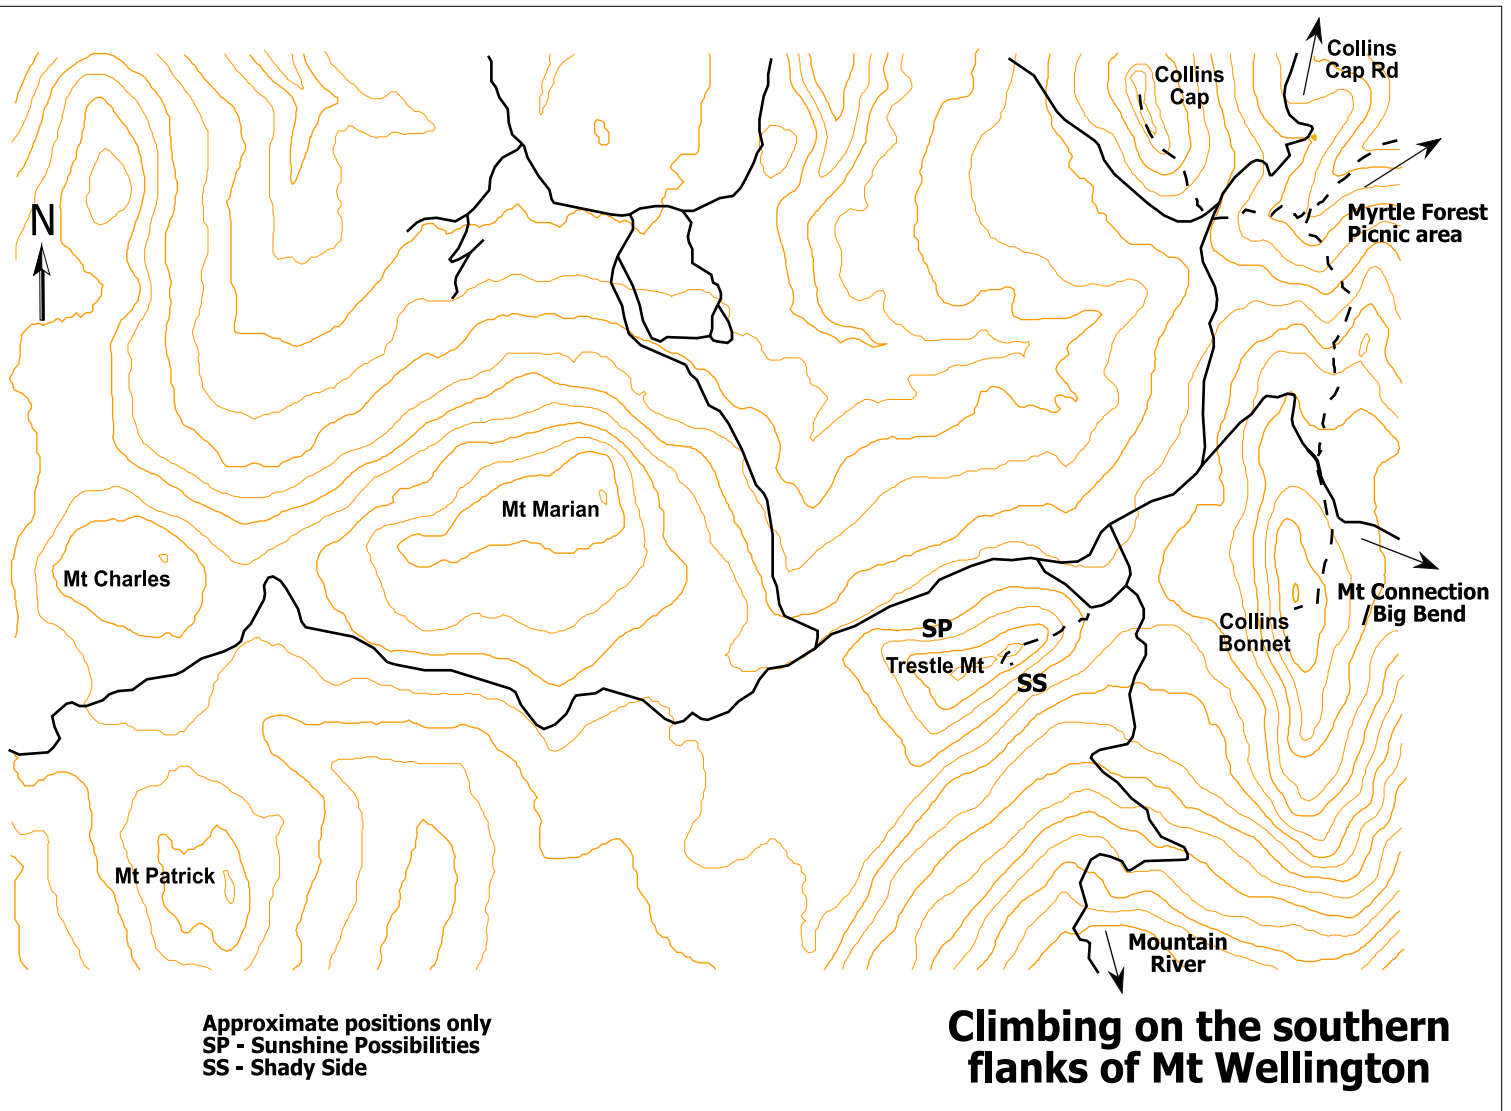 Collins
Cap Rd
Collins
Cap
N
Myrtle Forest
Picnic area
Mt Marian
Mt Charles
Mt Connection
/Big Bend
Collins
Bonnet
SP
Trestle Mt
SS
Mt Patrick
Mountain
River
Approximate positions only
SP - Sunshine Possibilities
SS - Shady Side
Climbing on the southern
flanks of Mt Wellington